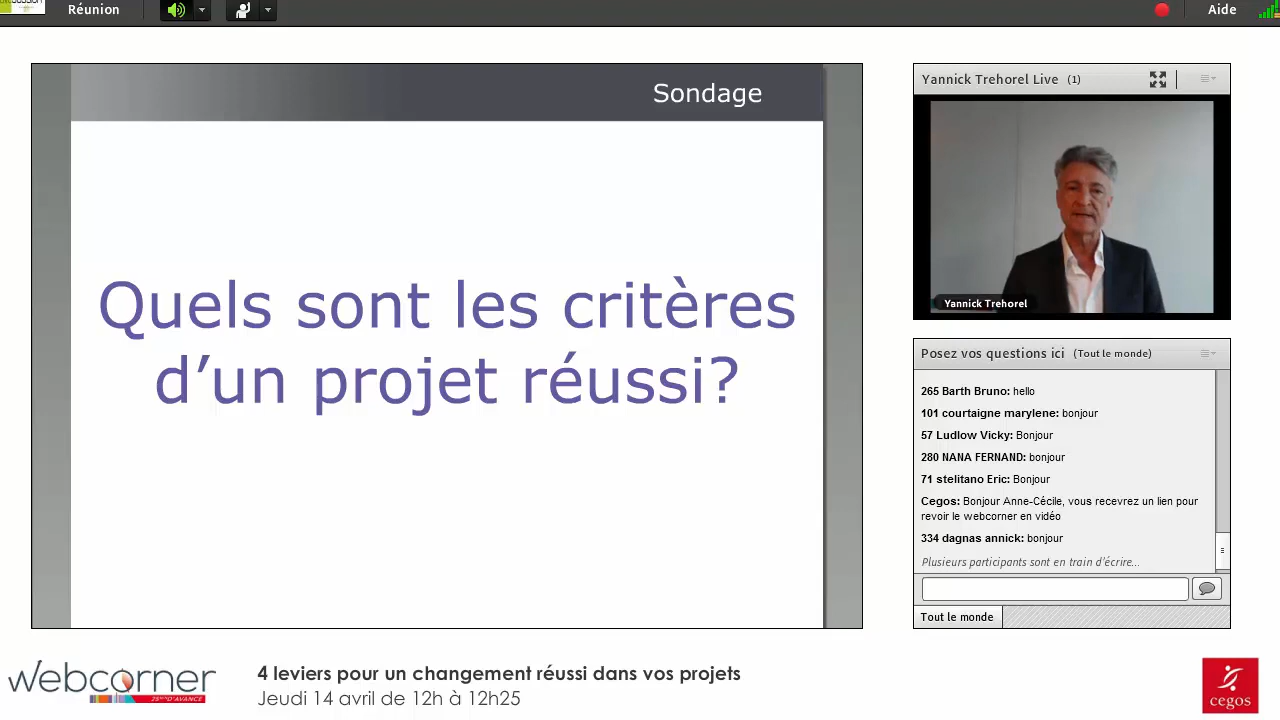 Réunion
Aide
Sondage
Quels sont les critères
d’un projet réussi?
Yannick Trehorel Live (1)
Yannick Trehorel
Posez vos questions ici (Tout le monde)
265 Barth Bruno: hello
101 courtaigne marylene: bonjour
57 Ludlow Vicky: Bonjour
280 NANA FERNAND: bonjour
71 stelitano Eric: Bonjour
Cegos: Bonjour Anne-Cécile, vous recevrez un lien pour
revoir le webcorner en vidéo
334 dagnas annick: bonjour
Plusieurs participants sont en train d'écrire...
Tout le monde
webcorner
D'AVANCE
4 leviers pour un changement réussi dans vos projets
Jeudi 14 avril de 12h à 12h25
cegos